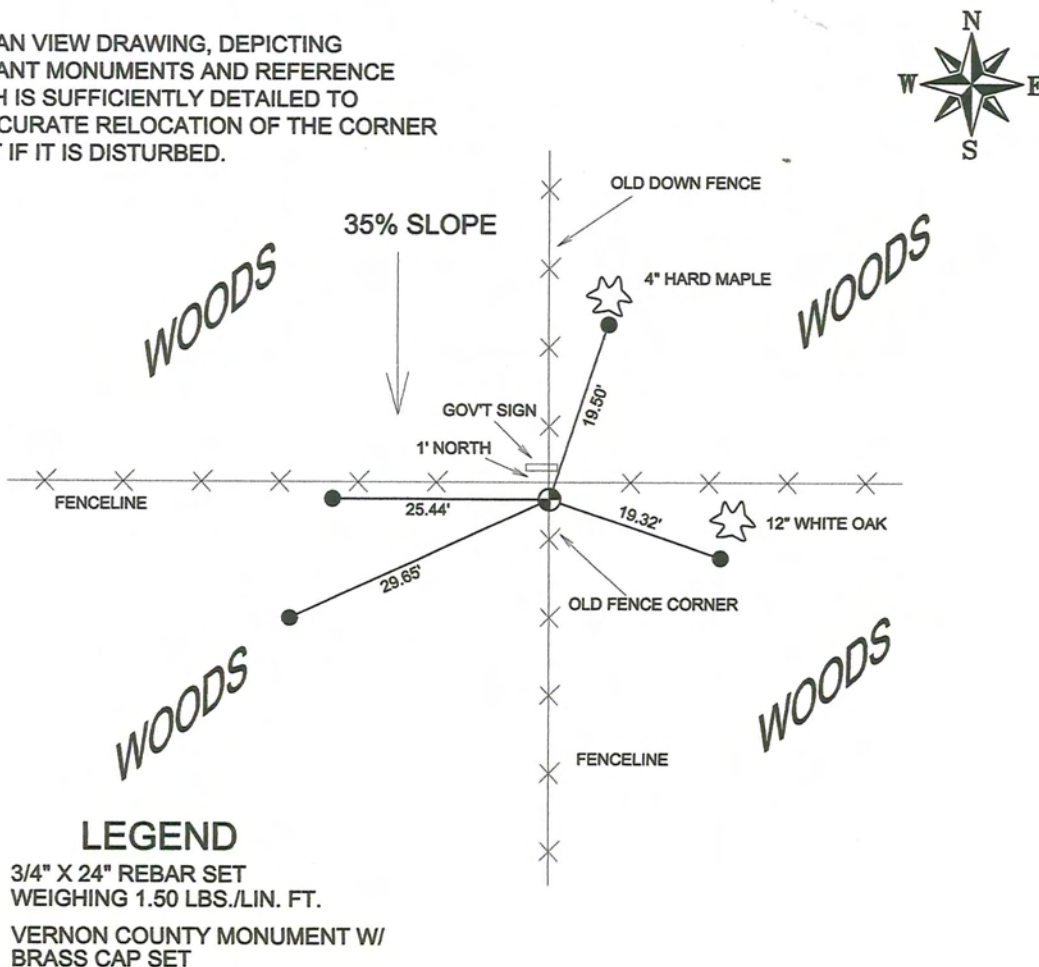 AN VIEW DRAWING, DEPICTING
ANT MONUMENTS AND REFERENCE
H IS SUFFICIENTLY DETAILED TO
CURATE RELOCATION OF THE CORNER
IF IT IS DISTURBED.
N
W
E
S
OLD DOWN FENCE
35% SLOPE
WOODS
WOODS
4" HARD MAPLE
19.50'
GOV'T SIGN
1' NORTH
FENCELINE
25.44'
19.32'
12" WHITE OAK
29.65'
OLD FENCE CORNER
WOODS
WOODS
FENCELINE
LEGEND
3/4" X 24" REBAR SET
WEIGHING 1.50 LBS./LIN. FT.
VERNON COUNTY MONUMENT W/
BRASS CAP SET